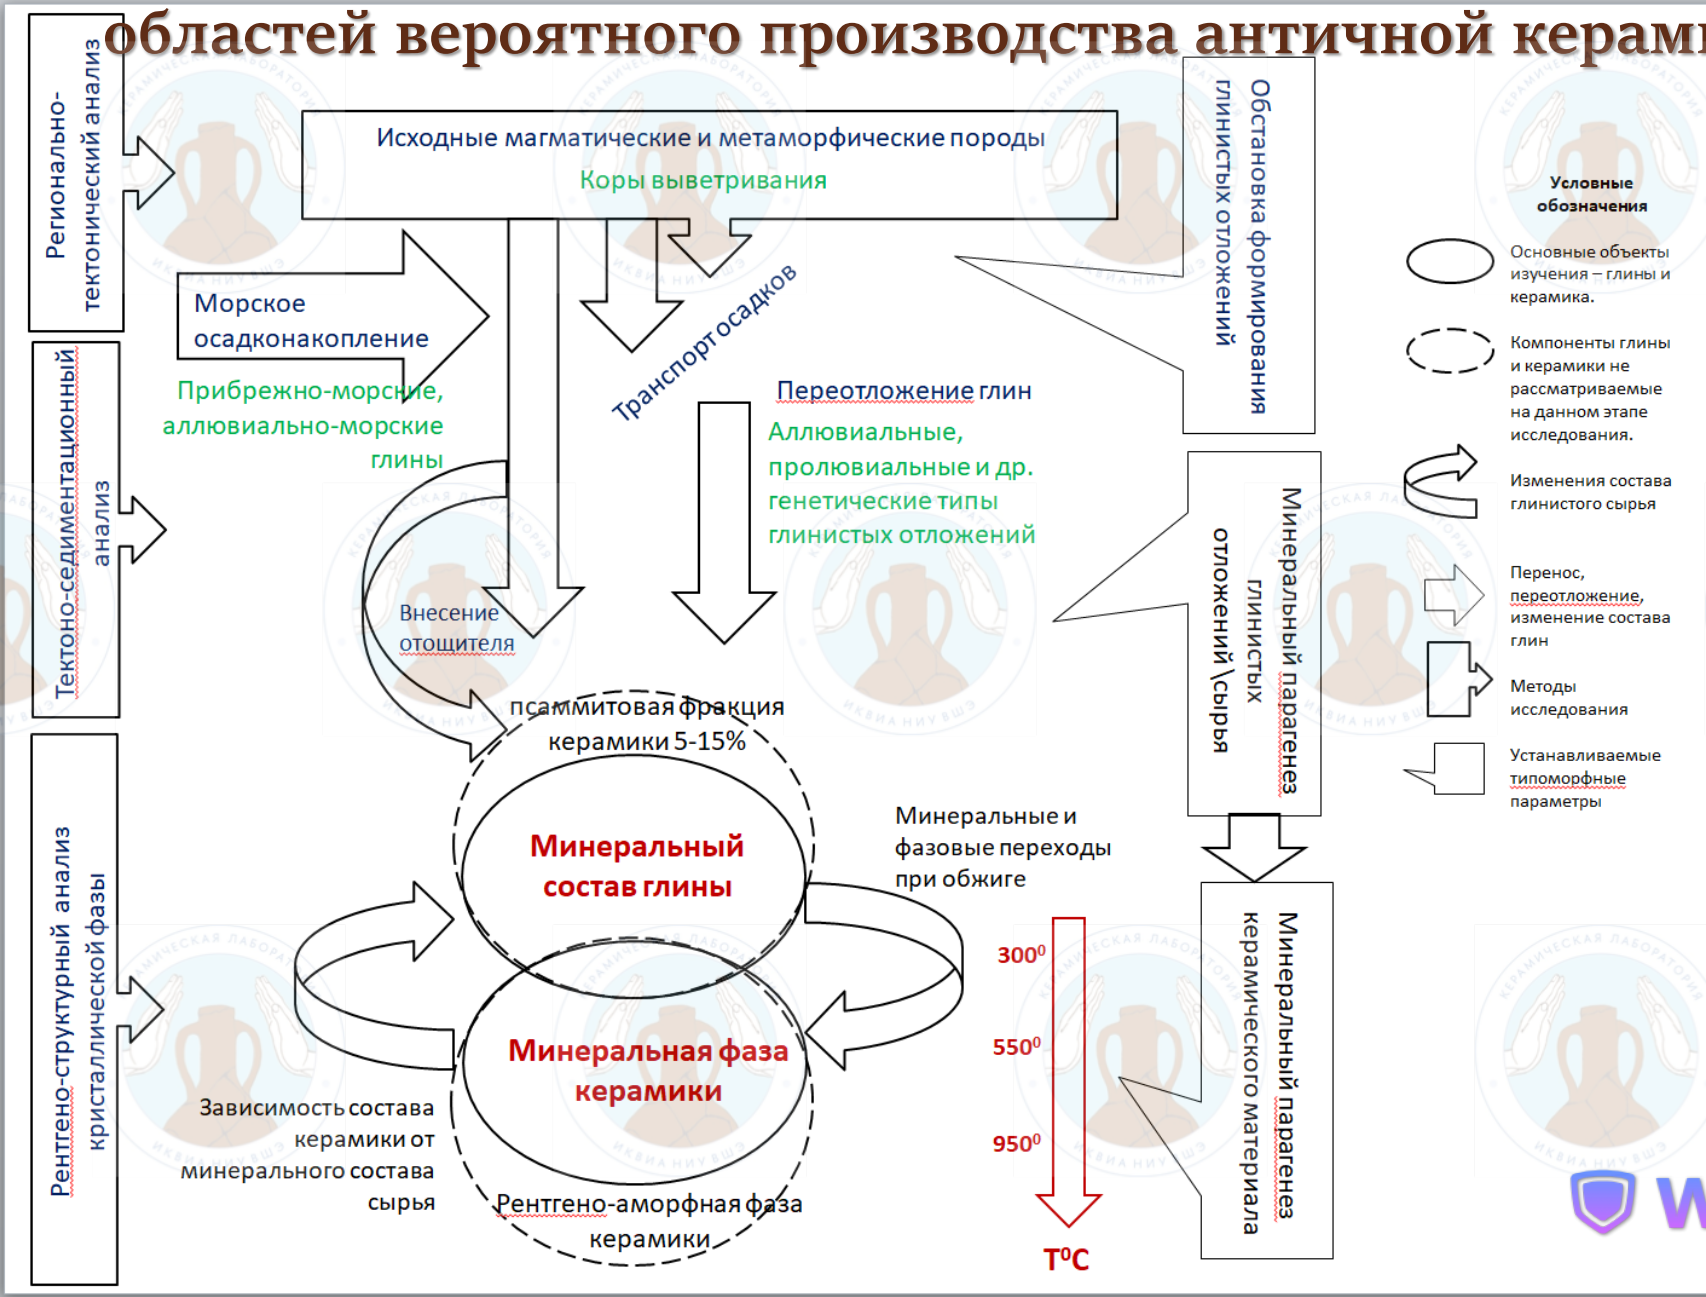 областей вероятного производства античной керам
Регионально-
тектонический анализ
Исходные магматические и метаморфические породы
Коры выветривания
Обстановка формирования
глинистых отложений
Условные
обозначения
Основные объекты
изучения – глины и
керамика.
Компоненты глины
и керамики не
рассматриваемые
на данном этапе
исследования.
Изменения состава
глинистого сырья
Перенос,
переотложение,
изменение состава
глин
Методы
исследования
Устанавливаемые
типоморфные
параметры
Морское
осадконакопление
Прибрежно-морские,
аллювиально-морские
глины
Транспорт осадков
Переотложение глин
Аллювиальные,
пролювиальные и др.
генетические типы
глинистых отложений
Тектоно-седиментационный
анализ
Внесение
отощителя
Минеральный парагенез
глинистых
отложений\сырья
псаммитовая фракция
керамики 5-15%
Минеральный
состав глины
Минеральные и
фазовые переходы
при обжиге
Рентгено-структурный анализ
кристаллической фазы
Минеральная фаза
керамики
300⁰
550⁰
950⁰
T⁰C
Минеральный парагенез
керамического материала
Зависимость состава
керамики от
минерального состава
сырья
Рентгено-аморфная фаза
керамики
КЕРАМИЧЕСКАЯ ЛАБОРАТОРИЯ
ИКВИА НИУ ВШЭ
W